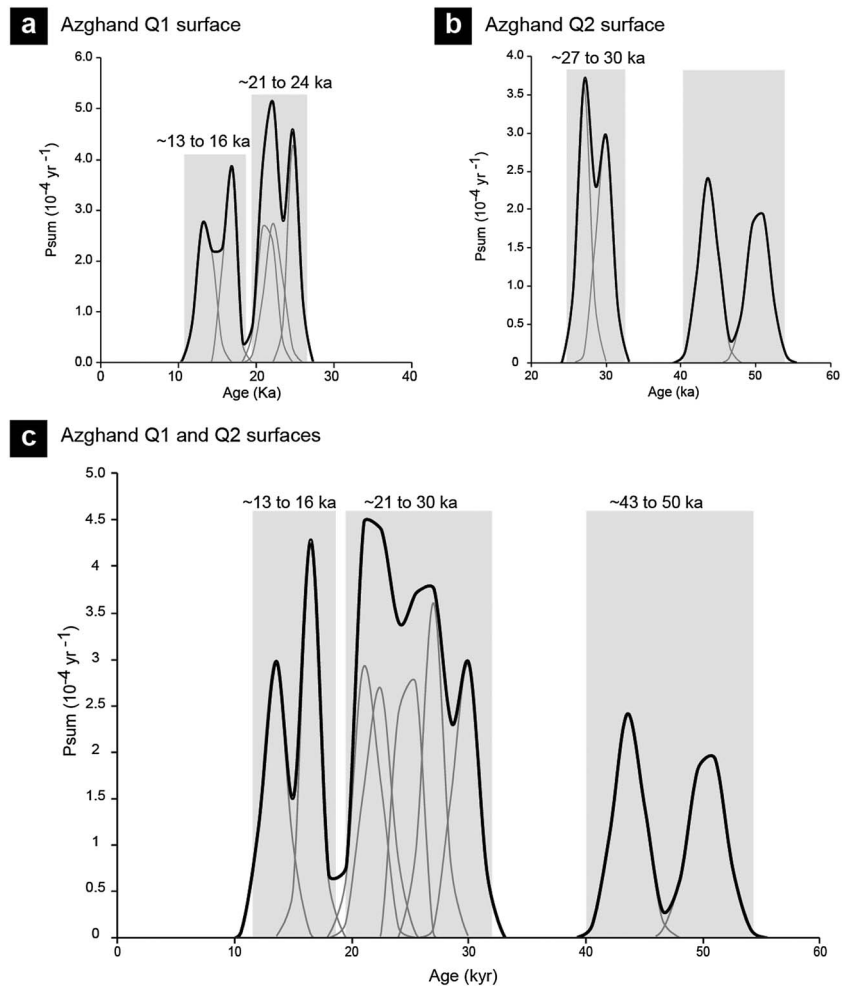 a Azghand Q1 surface
~21 to 24 ka
~13 to 16 ka
Psum (10-4 yr -1)
6.0
5.0
4.0
3.0
2.0
1.0
0.0
0 10 20 30 40
Age (Ka)
b Azghand Q2 surface
~27 to 30 ka
Psum (10-4 yr -1)
4.0
3.5
3.0
2.5
2.0
1.5
1.0
0.5
0
20 30 40 50 60
Age (ka)
c Azghand Q1 and Q2 surfaces
~13 to 16 ka ~21 to 30 ka ~43 to 50 ka
Psum (10-4 yr -1)
5.0
4.5
4
3.5
3
2.5
2
1.5
1
0.5
0
0 10 20 30 40 50 60
Age (kyr)